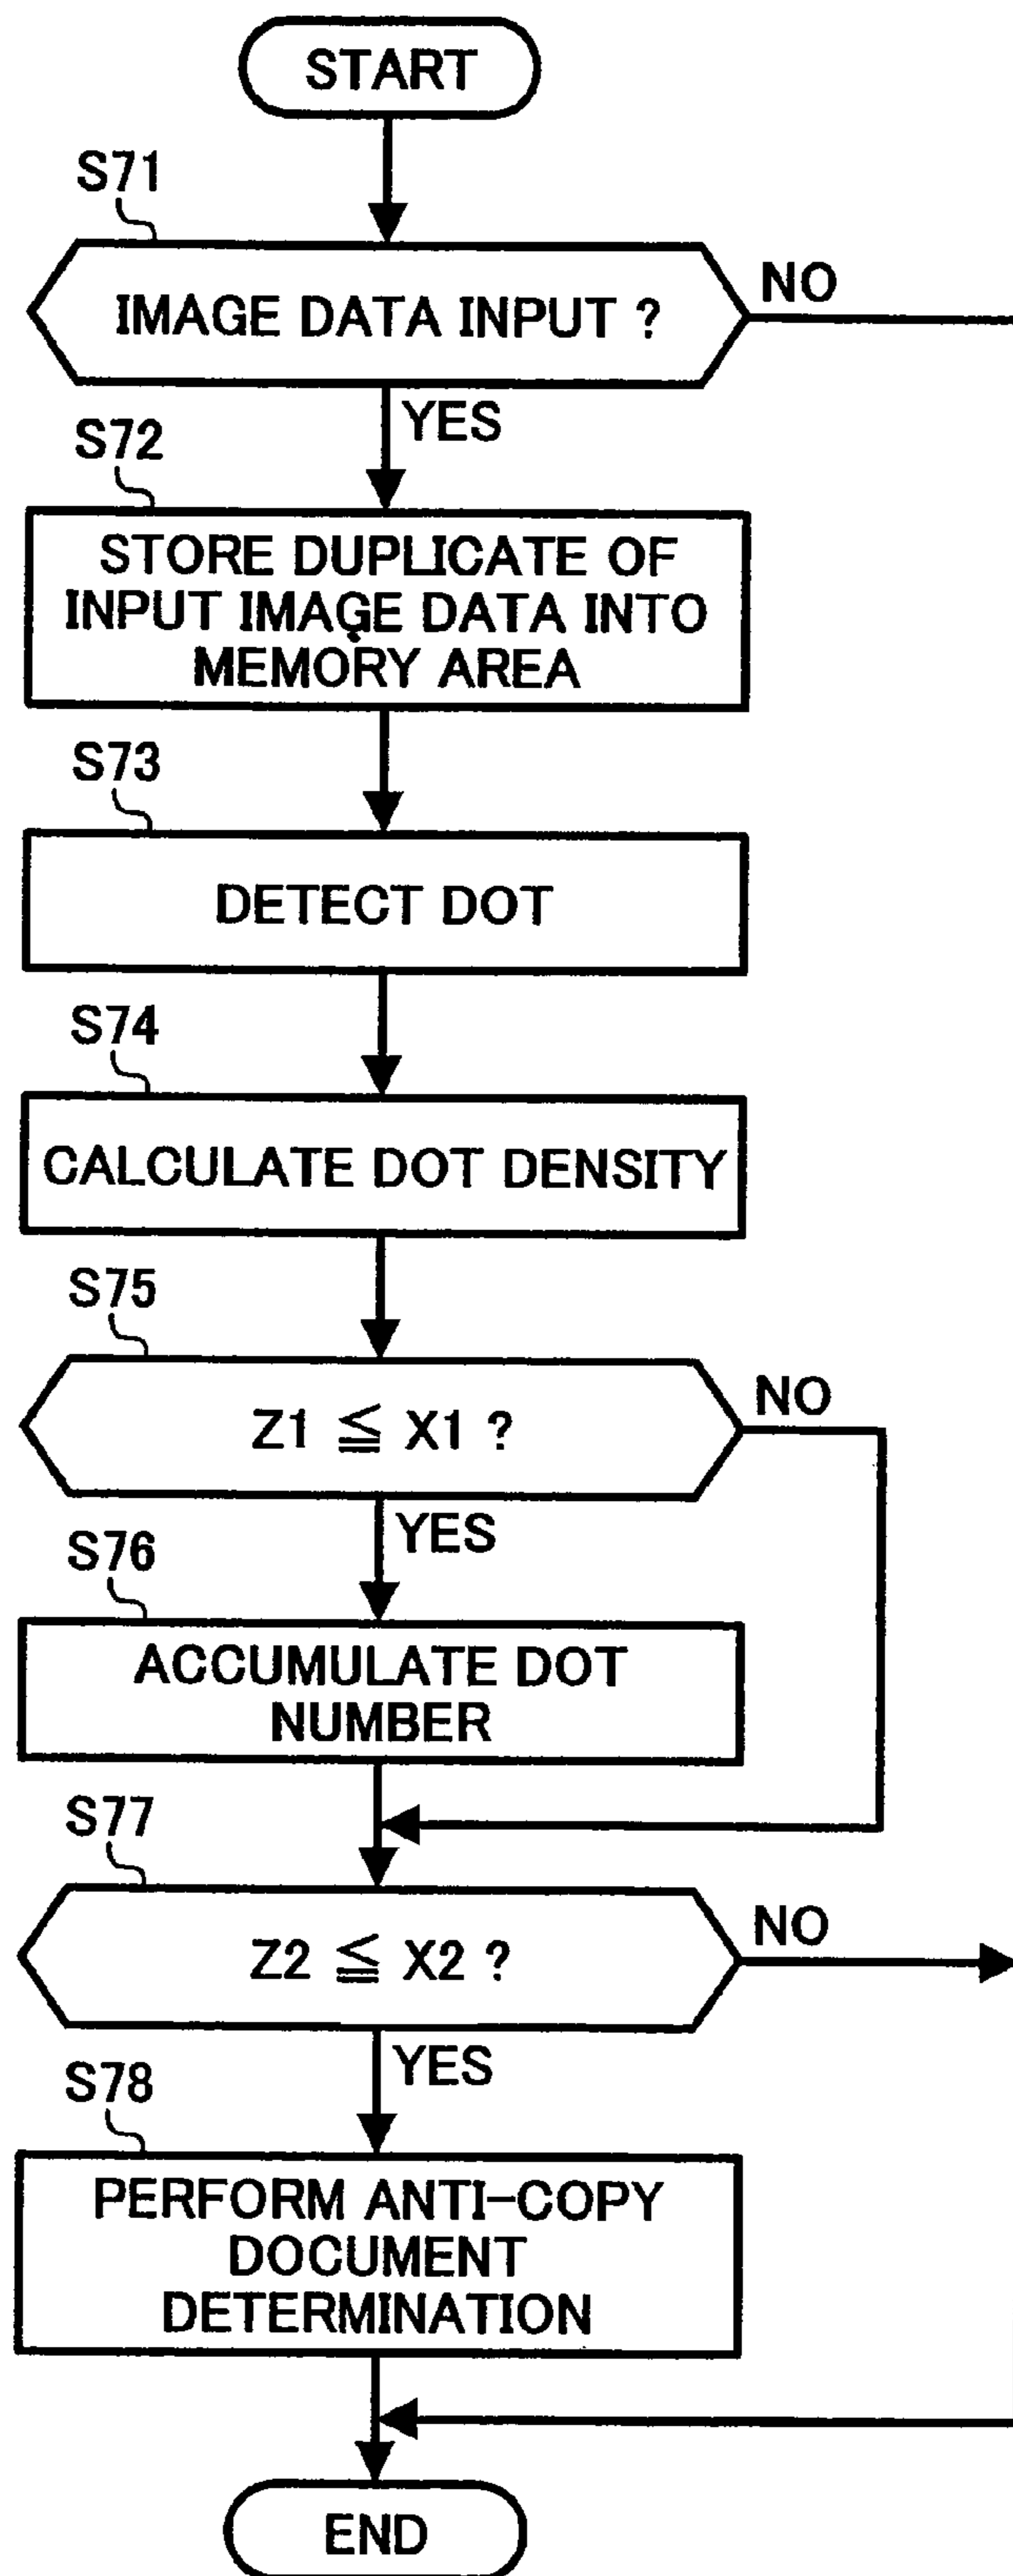 START
S71
IMAGE DATA INPUT ?
NO
YES
S72
STORE DUPLICATE OF
INPUT IMAGE DATA INTO
MEMORY AREA
S73
DETECT DOT
S74
CALCULATE DOT DENSITY
S75
Z1 ≦ X1 ?
NO
YES
S76
ACCUMULATE DOT
NUMBER
S77
Z2 ≦ X2 ?
NO
YES
S78
PERFORM ANTI-COPY
DOCUMENT
DETERMINATION
END